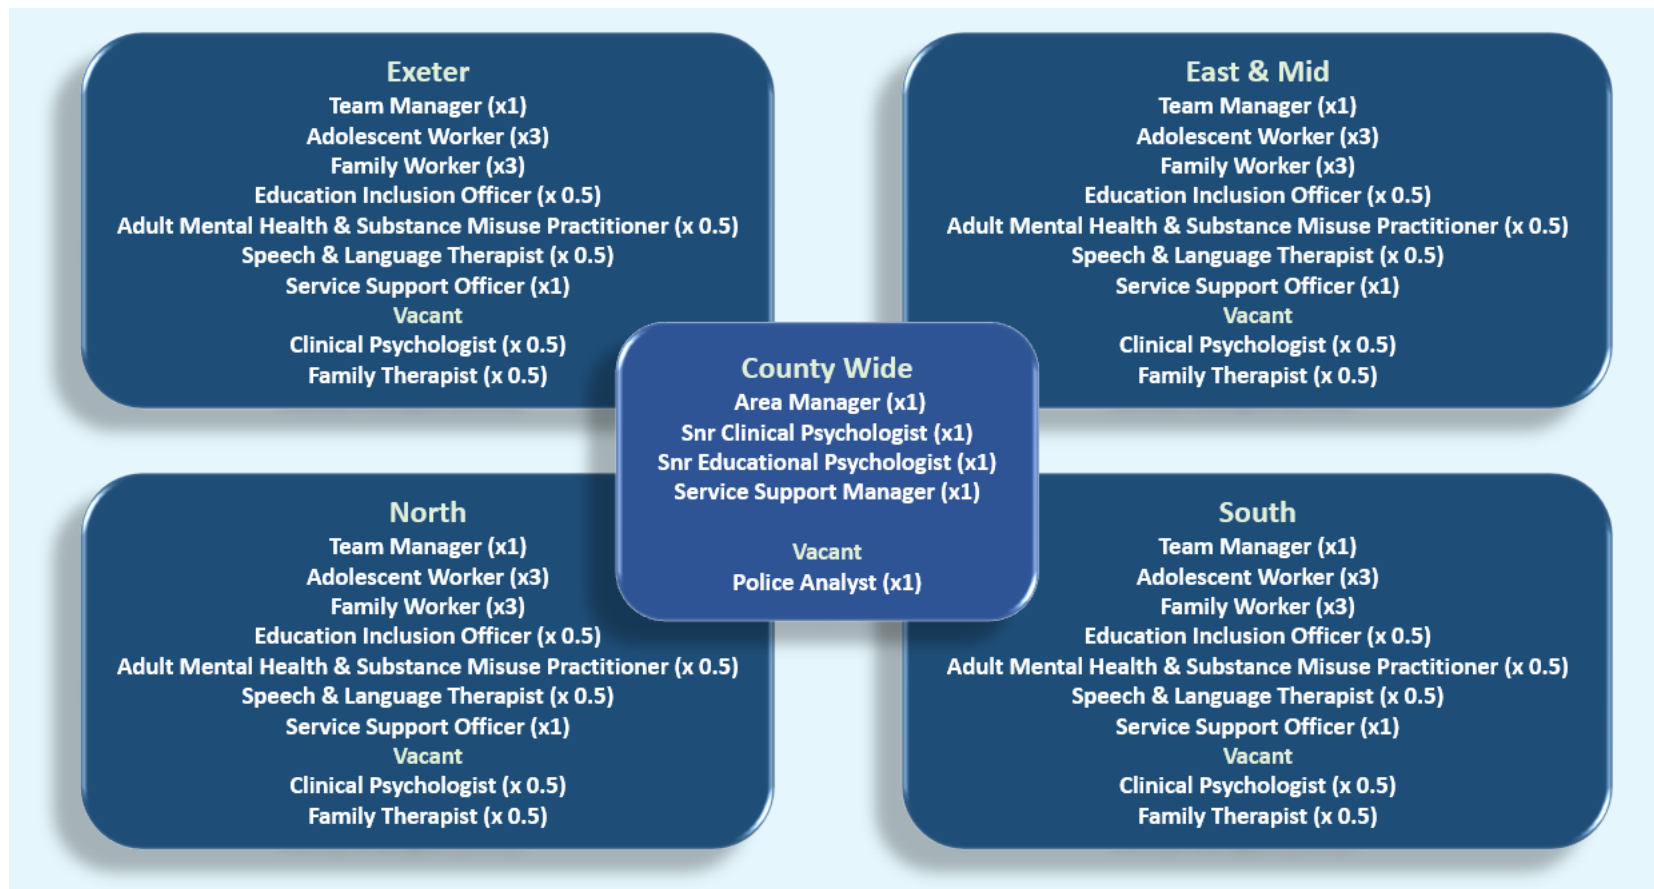 Exeter
Team Manager (x1)
Adolescent Worker (x3)
Family Worker (x3)
Education Inclusion Officer (x 0.5)
Adult Mental Health & Substance Misuse Practitioner (x 0.5)
Speech & Language Therapist (x 0.5)
Service Support Officer (x1)
Vacant
Clinical Psychologist (x 0.5)
Family Therapist (x 0.5)
East & Mid
Team Manager (x1)
Adolescent Worker (x3)
Family Worker (x3)
Education Inclusion Officer (x 0.5)
Adult Mental Health & Substance Misuse Practitioner (x 0.5)
Speech & Language Therapist (x 0.5)
Service Support Officer (x1)
Vacant
Clinical Psychologist (x 0.5)
Family Therapist (x 0.5)
County Wide
Area Manager (x1)
Snr Clinical Psychologist (x1)
Snr Educational Psychologist (x1)
Service Support Manager (x1)
Vacant
Police Analyst (x1)
North
Team Manager (x1)
Adolescent Worker (x3)
Family Worker (x3)
Education Inclusion Officer (x 0.5)
Adult Mental Health & Substance Misuse Practitioner (x 0.5)
Speech & Language Therapist (x 0.5)
Service Support Officer (x1)
Vacant
Clinical Psychologist (x 0.5)
Family Therapist (x 0.5)
South
Team Manager (x1)
Adolescent Worker (x3)
Family Worker (x3)
Education Inclusion Officer (x 0.5)
Adult Mental Health & Substance Misuse Practitioner (x 0.5)
Speech & Language Therapist (x 0.5)
Service Support Officer (x1)
Vacant
Clinical Psychologist (x 0.5)
Family Therapist (x 0.5)